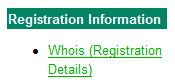 Registration Information
Whois (Registration
Details)